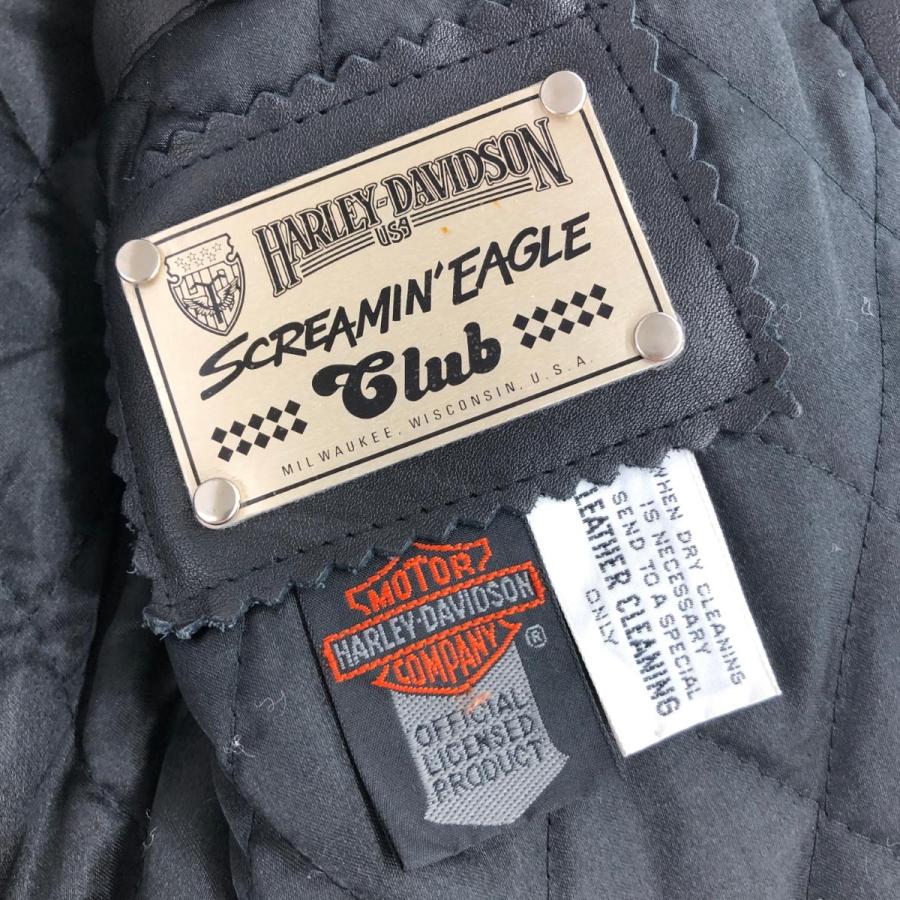 HARLEY-DAVIDSON
USA
SCREAMIN' EAGLE
Club
MILWAUKEE, WISCONSIN, U.S.A.
MOTOR
HARLEY-DAVIDSON
COMPANY
®
OFFICIAL
LICENSED
PRODUCT
WHEN DRY CLEANING
IS NECESSARY
SEND TO A SPECIAL
LEATHER CLEANING
ONLY